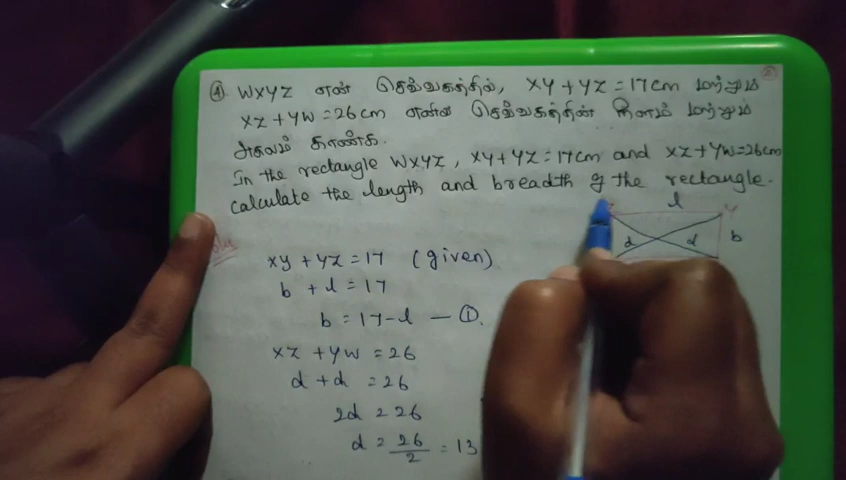 ④ WXYZ என் செவ்வகத்தில், XY + YZ = 17cm மற்றும்
XZ + YW = 26cm எனில் செவ்வகத்தின் நீளம் மற்றும்
அகலம் காண்க.
In the rectangle WXYZ, XY+YZ=17cm and XZ+YW=26cm
calculate the length and breadth of the rectangle.
l
Y
d d b
xy + yz = 17 (given)
b + l = 17
b = 17-l — ①.
xz + yw = 26
d + d = 26
2d = 26
d = 26/2 = 13